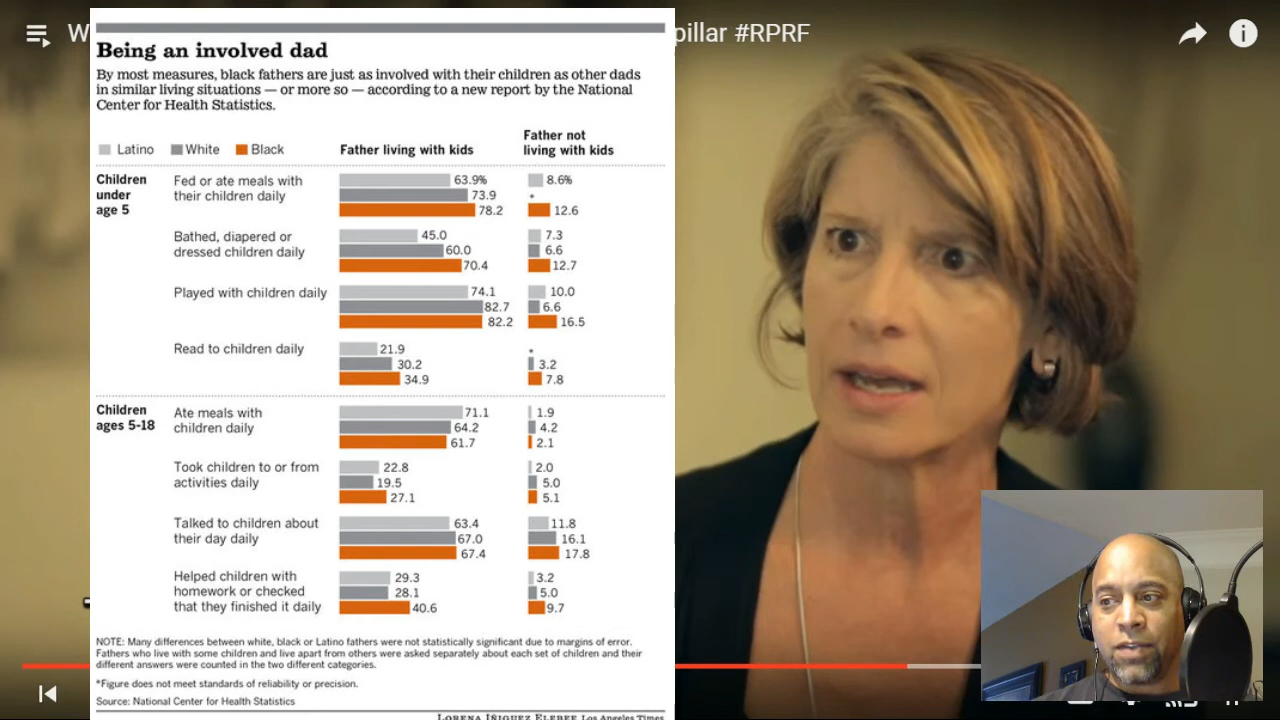 W
pillar #RPRF
Being an involved dad
By most measures, black fathers are just as involved with their children as other dads
in similar living situations — or more so — according to a new report by the National
Center for Health Statistics.
Latino White Black
Father living with kids
Father not
living with kids
Children
under
age 5
Fed or ate meals with
their children daily
63.9% 8.6%
73.9 *
78.2 12.6
Bathed, diapered or
dressed children daily
45.0 7.3
60.0 6.6
70.4 12.7
Played with children daily
74.1 10.0
82.7 6.6
82.2 16.5
Read to children daily
21.9 *
30.2 3.2
34.9 7.8
Children
ages 5-18
Ate meals with
children daily
71.1 1.9
64.2 4.2
61.7 2.1
Took children to or from
activities daily
22.8 2.0
19.5 5.0
27.1 5.1
Talked to children about
their day daily
63.4 11.8
67.0 16.1
67.4 17.8
Helped children with
homework or checked
that they finished it daily
29.3 3.2
28.1 5.0
40.6 9.7
NOTE: Many differences between white, black or Latino fathers were not statistically significant due to margins of error.
Fathers who live with some children and live apart from others were asked separately about each set of children and their
different answers were counted in the two different categories.
*Figure does not meet standards of reliability or precision.
Source: National Center for Health Statistics
LORENA IÑIGUEZ ELEBEE Los Angeles Times